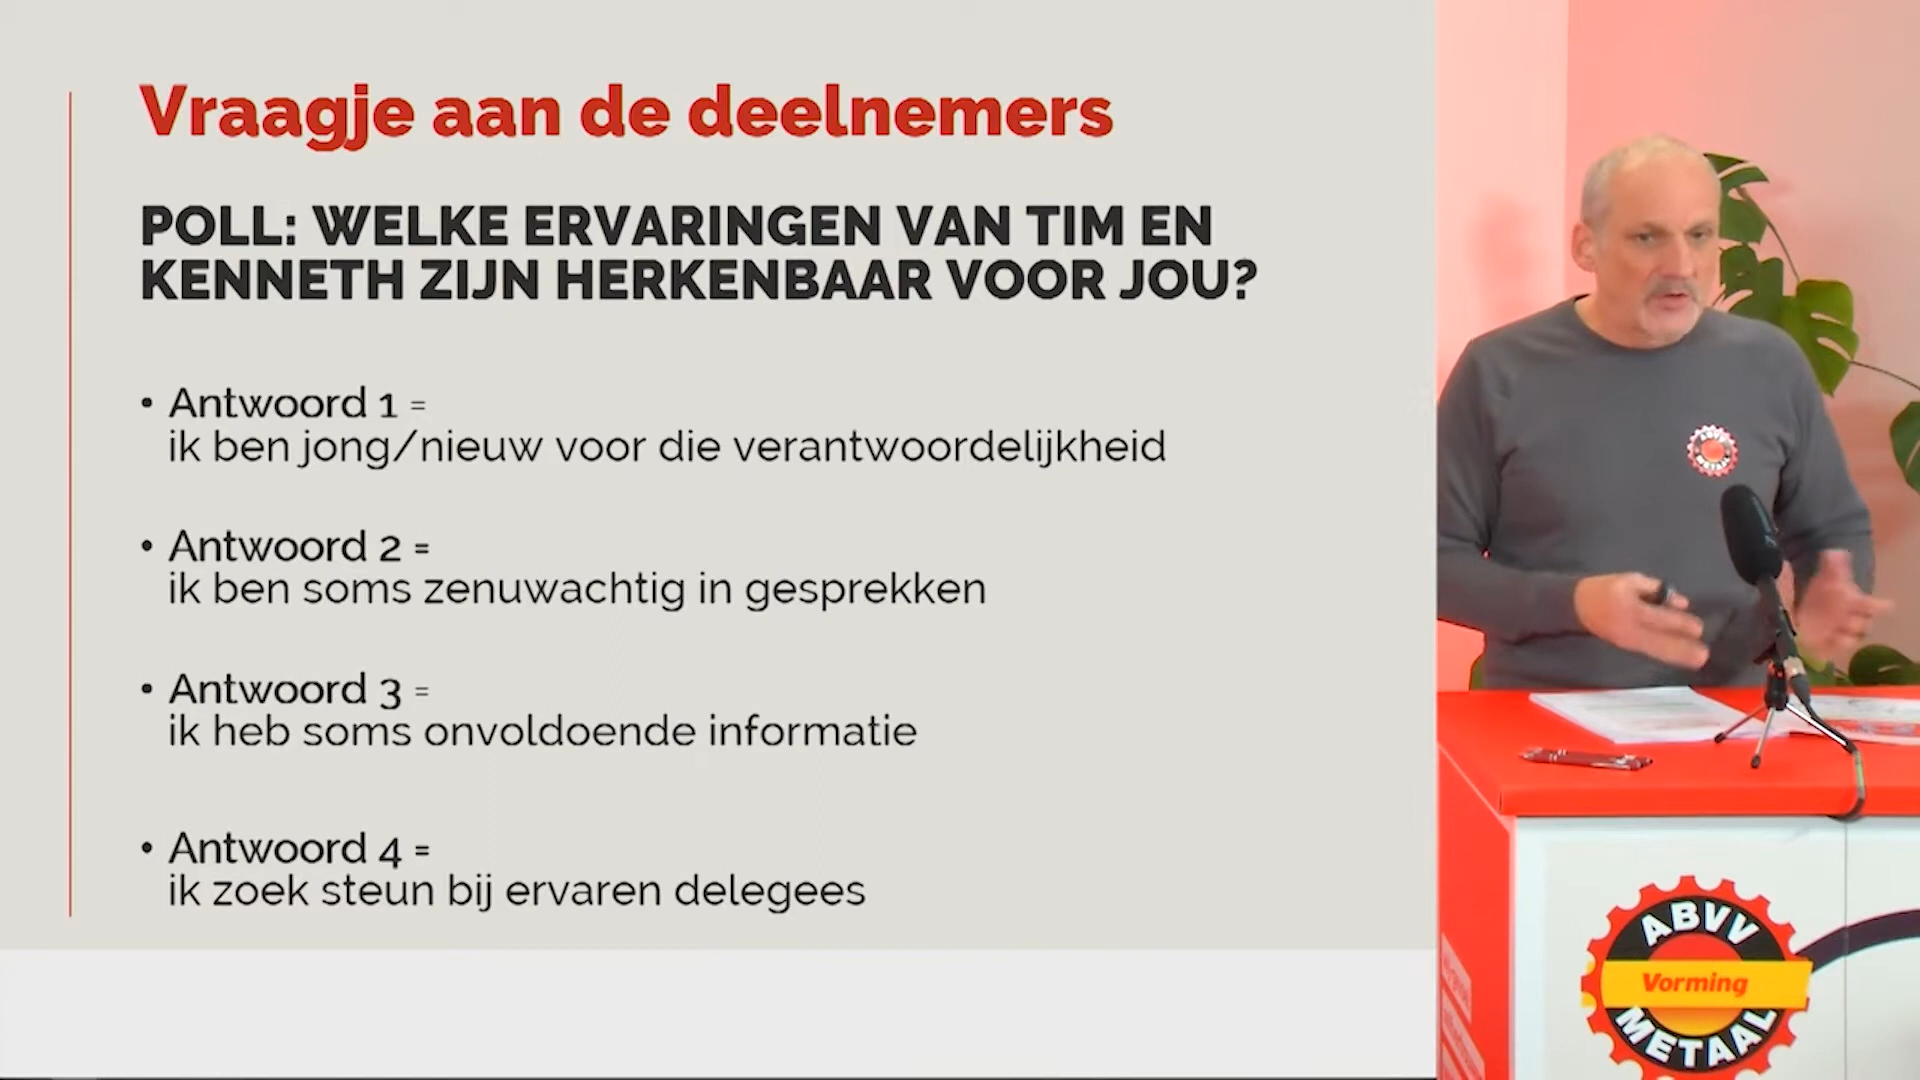 Vraagje aan de deelnemers
POLL: WELKE ERVARINGEN VAN TIM EN
KENNETH ZIJN HERKENBAAR VOOR JOU?
• Antwoord 1 =
ik ben jong/nieuw voor die verantwoordelijkheid
• Antwoord 2 =
ik ben soms zenuwachtig in gesprekken
• Antwoord 3 =
ik heb soms onvoldoende informatie
• Antwoord 4 =
ik zoek steun bij ervaren delegees
ABVV
METAAL
ABVV
Vorming
METAAL